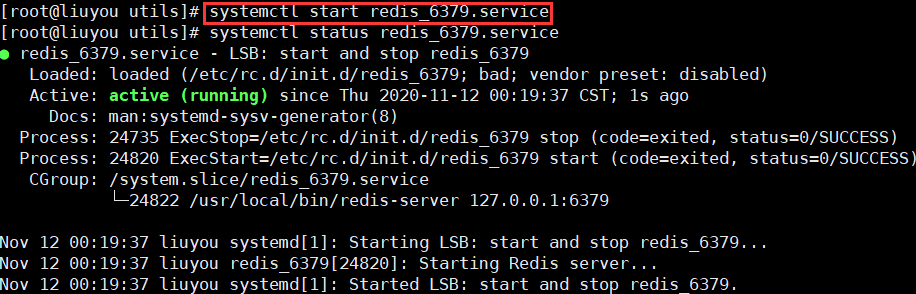 [root@liuyou utils]# systemctl start redis_6379.service
[root@liuyou utils]# systemctl status redis_6379.service
● redis_6379.service - LSB: start and stop redis_6379
   Loaded: loaded (/etc/rc.d/init.d/redis_6379; bad; vendor preset: disabled)
   Active: active (running) since Thu 2020-11-12 00:19:37 CST; 1s ago
     Docs: man:systemd-sysv-generator(8)
  Process: 24735 ExecStop=/etc/rc.d/init.d/redis_6379 stop (code=exited, status=0/SUCCESS)
  Process: 24820 ExecStart=/etc/rc.d/init.d/redis_6379 start (code=exited, status=0/SUCCESS)
   CGroup: /system.slice/redis_6379.service
           └─24822 /usr/local/bin/redis-server 127.0.0.1:6379

Nov 12 00:19:37 liuyou systemd[1]: Starting LSB: start and stop redis_6379...
Nov 12 00:19:37 liuyou redis_6379[24820]: Starting Redis server...
Nov 12 00:19:37 liuyou systemd[1]: Started LSB: start and stop redis_6379.